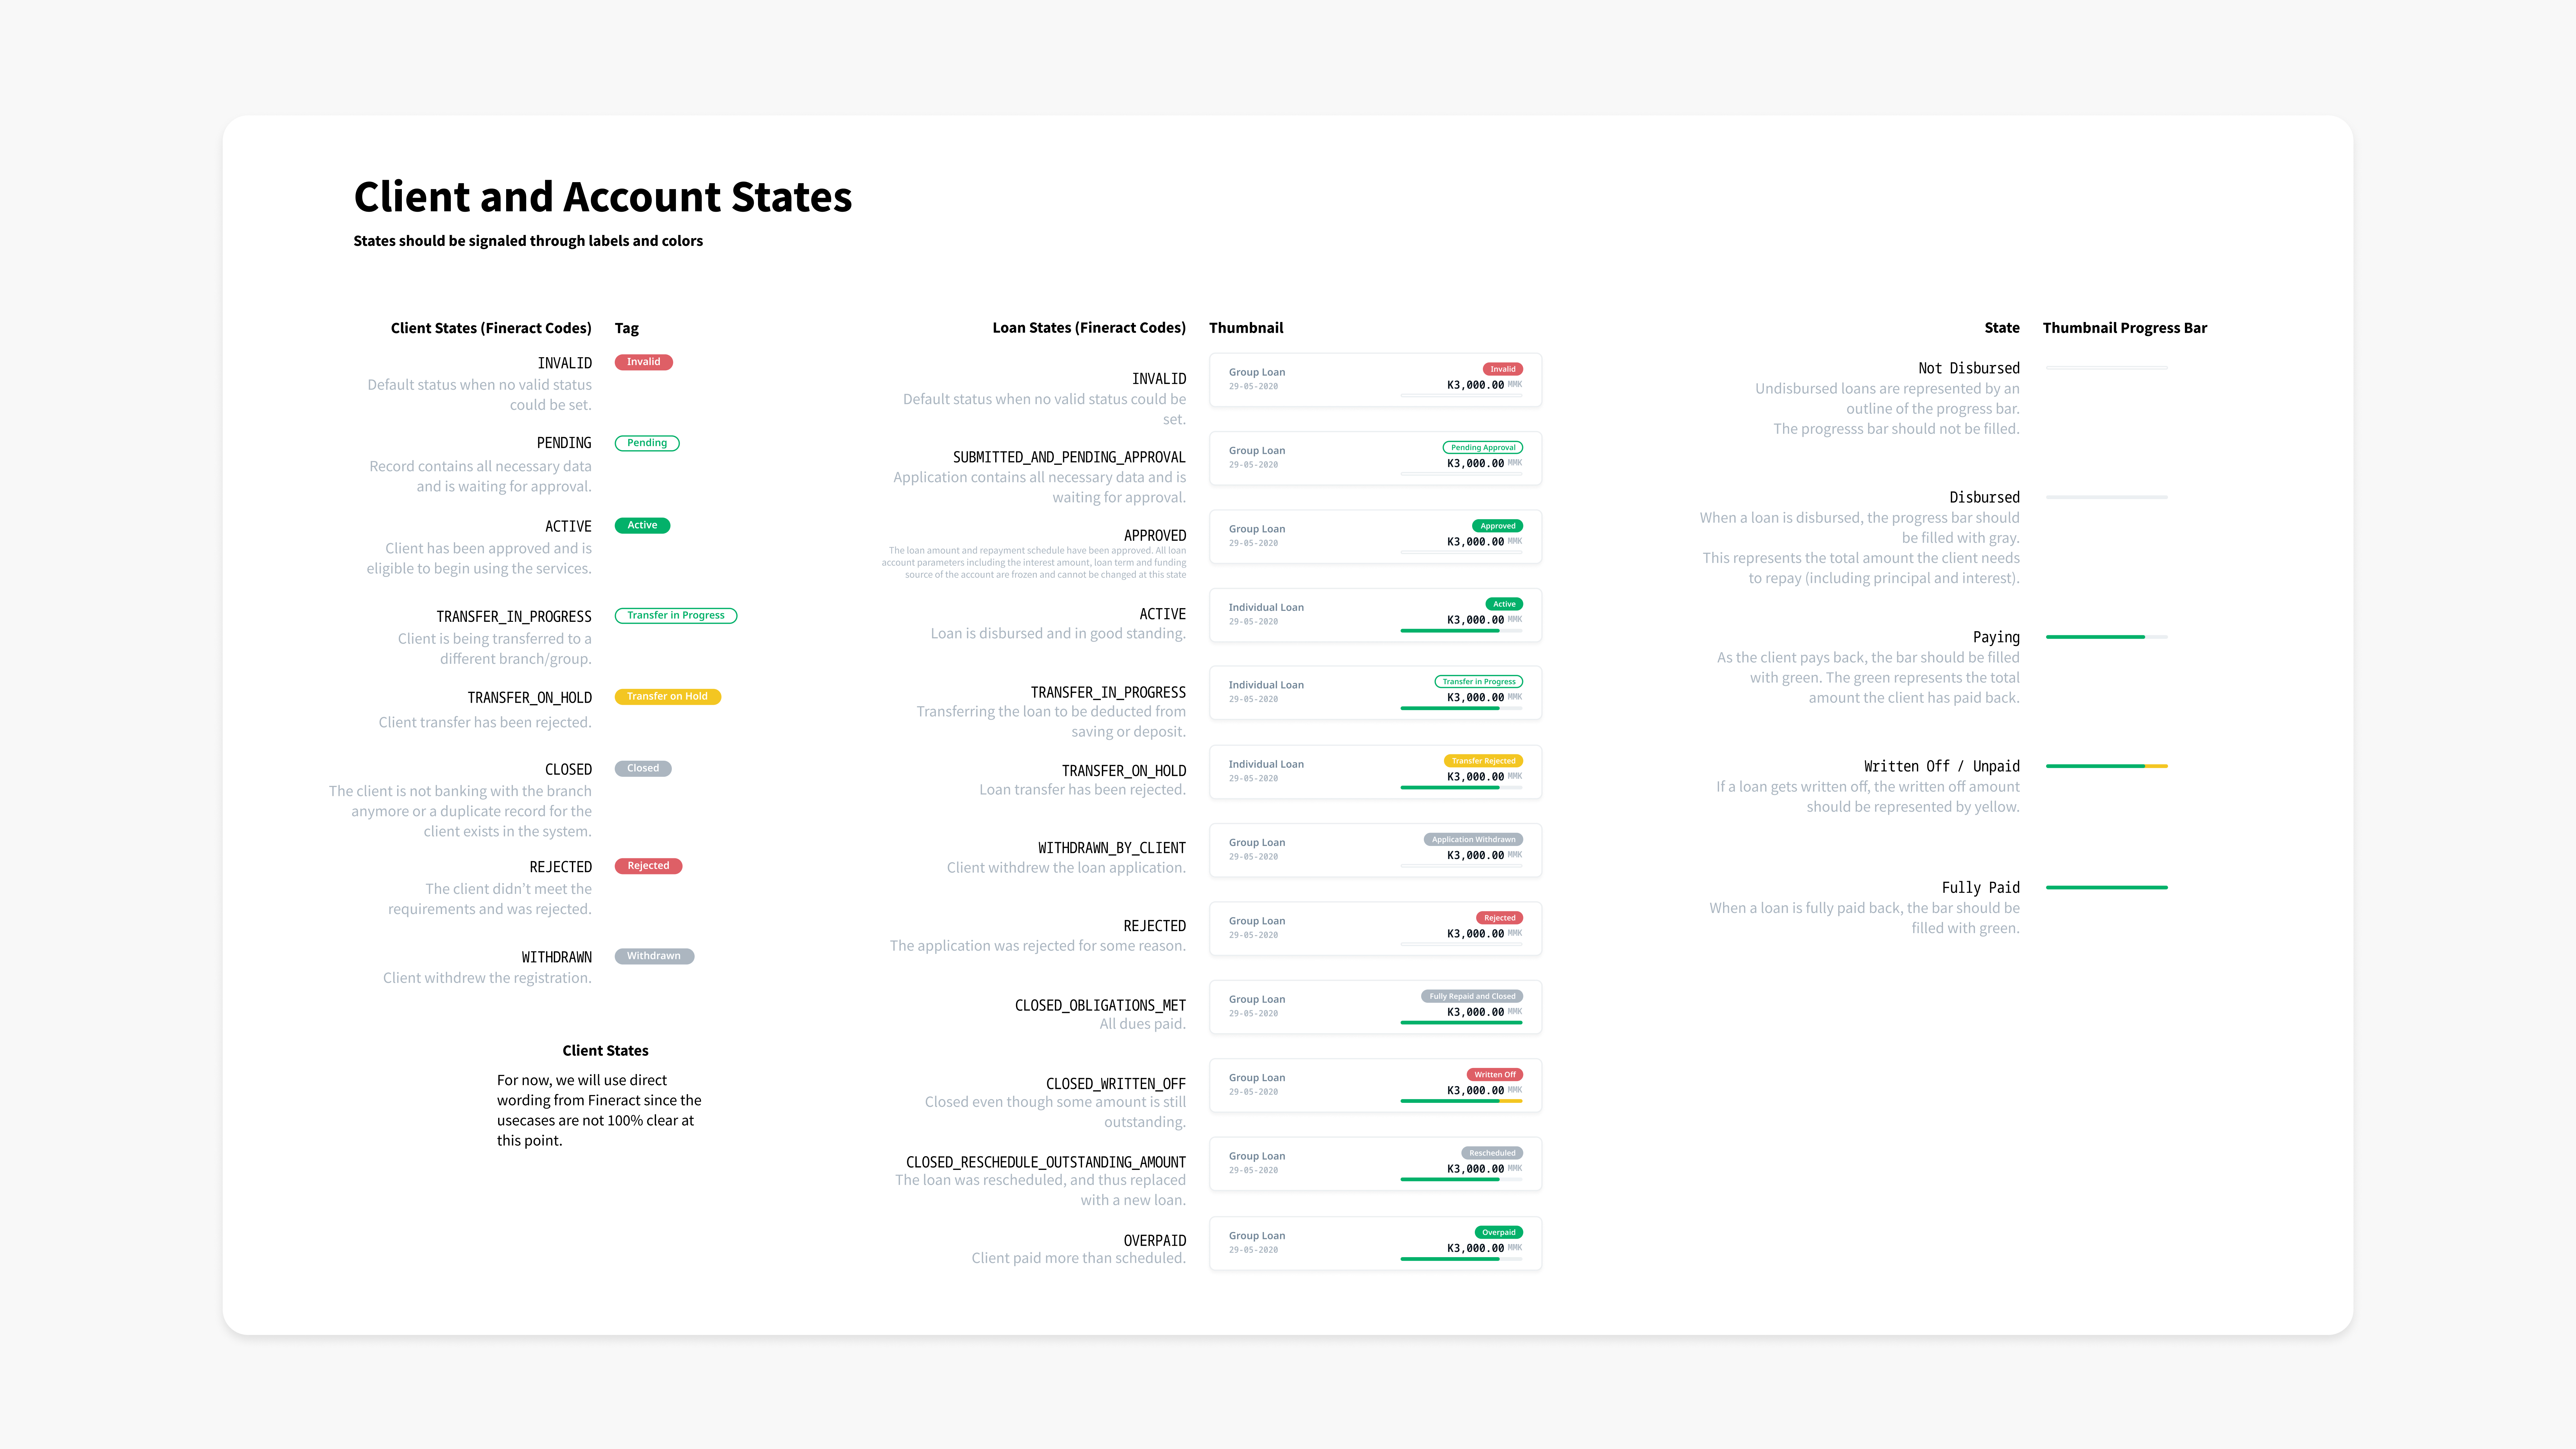 Client and Account States
States should be signaled through labels and colors
Client States (Fineract Codes)
Tag
INVALID
Invalid
Default status when no valid status
could be set.
PENDING
Pending
Record contains all necessary data
and is waiting for approval.
ACTIVE
Active
Client has been approved and is
eligible to begin using the services.
TRANSFER_IN_PROGRESS
Transfer in Progress
Client is being transferred to a
different branch/group.
TRANSFER_ON_HOLD
Transfer on Hold
Client transfer has been rejected.
CLOSED
Closed
The client is not banking with the branch
anymore or a duplicate record for the
client exists in the system.
REJECTED
Rejected
The client didn’t meet the
requirements and was rejected.
WITHDRAWN
Withdrawn
Client withdrew the registration.
Client States
For now, we will use direct
wording from Fineract since the
usecases are not 100% clear at
this point.
Loan States (Fineract Codes)
Thumbnail
INVALID
Default status when no valid status could be
set.
Group Loan
29-05-2020
Invalid
K3,000.00 MMK
SUBMITTED_AND_PENDING_APPROVAL
Application contains all necessary data and is
waiting for approval.
Group Loan
29-05-2020
Pending Approval
K3,000.00 MMK
APPROVED
The loan amount and repayment schedule have been approved. All loan
account parameters including the interest amount, loan term and funding
source of the account are frozen and cannot be changed at this state
Group Loan
29-05-2020
Approved
K3,000.00 MMK
ACTIVE
Loan is disbursed and in good standing.
Individual Loan
29-05-2020
Active
K3,000.00 MMK
TRANSFER_IN_PROGRESS
Transferring the loan to be deducted from
saving or deposit.
Individual Loan
29-05-2020
Transfer in Progress
K3,000.00 MMK
TRANSFER_ON_HOLD
Loan transfer has been rejected.
Individual Loan
29-05-2020
Transfer Rejected
K3,000.00 MMK
WITHDRAWN_BY_CLIENT
Client withdrew the loan application.
Group Loan
29-05-2020
Application Withdrawn
K3,000.00 MMK
REJECTED
The application was rejected for some reason.
Group Loan
29-05-2020
Rejected
K3,000.00 MMK
CLOSED_OBLIGATIONS_MET
All dues paid.
Group Loan
29-05-2020
Fully Repaid and Closed
K3,000.00 MMK
CLOSED_WRITTEN_OFF
Closed even though some amount is still
outstanding.
Group Loan
29-05-2020
Written Off
K3,000.00 MMK
CLOSED_RESCHEDULE_OUTSTANDING_AMOUNT
The loan was rescheduled, and thus replaced
with a new loan.
Group Loan
29-05-2020
Rescheduled
K3,000.00 MMK
OVERPAID
Client paid more than scheduled.
Group Loan
29-05-2020
Overpaid
K3,000.00 MMK
State
Thumbnail Progress Bar
Not Disbursed
Undisbursed loans are represented by an
outline of the progress bar.
The progresss bar should not be filled.
Disbursed
When a loan is disbursed, the progress bar should
be filled with gray.
This represents the total amount the client needs
to repay (including principal and interest).
Paying
As the client pays back, the bar should be filled
with green. The green represents the total
amount the client has paid back.
Written Off / Unpaid
If a loan gets written off, the written off amount
should be represented by yellow.
Fully Paid
When a loan is fully paid back, the bar should be
filled with green.